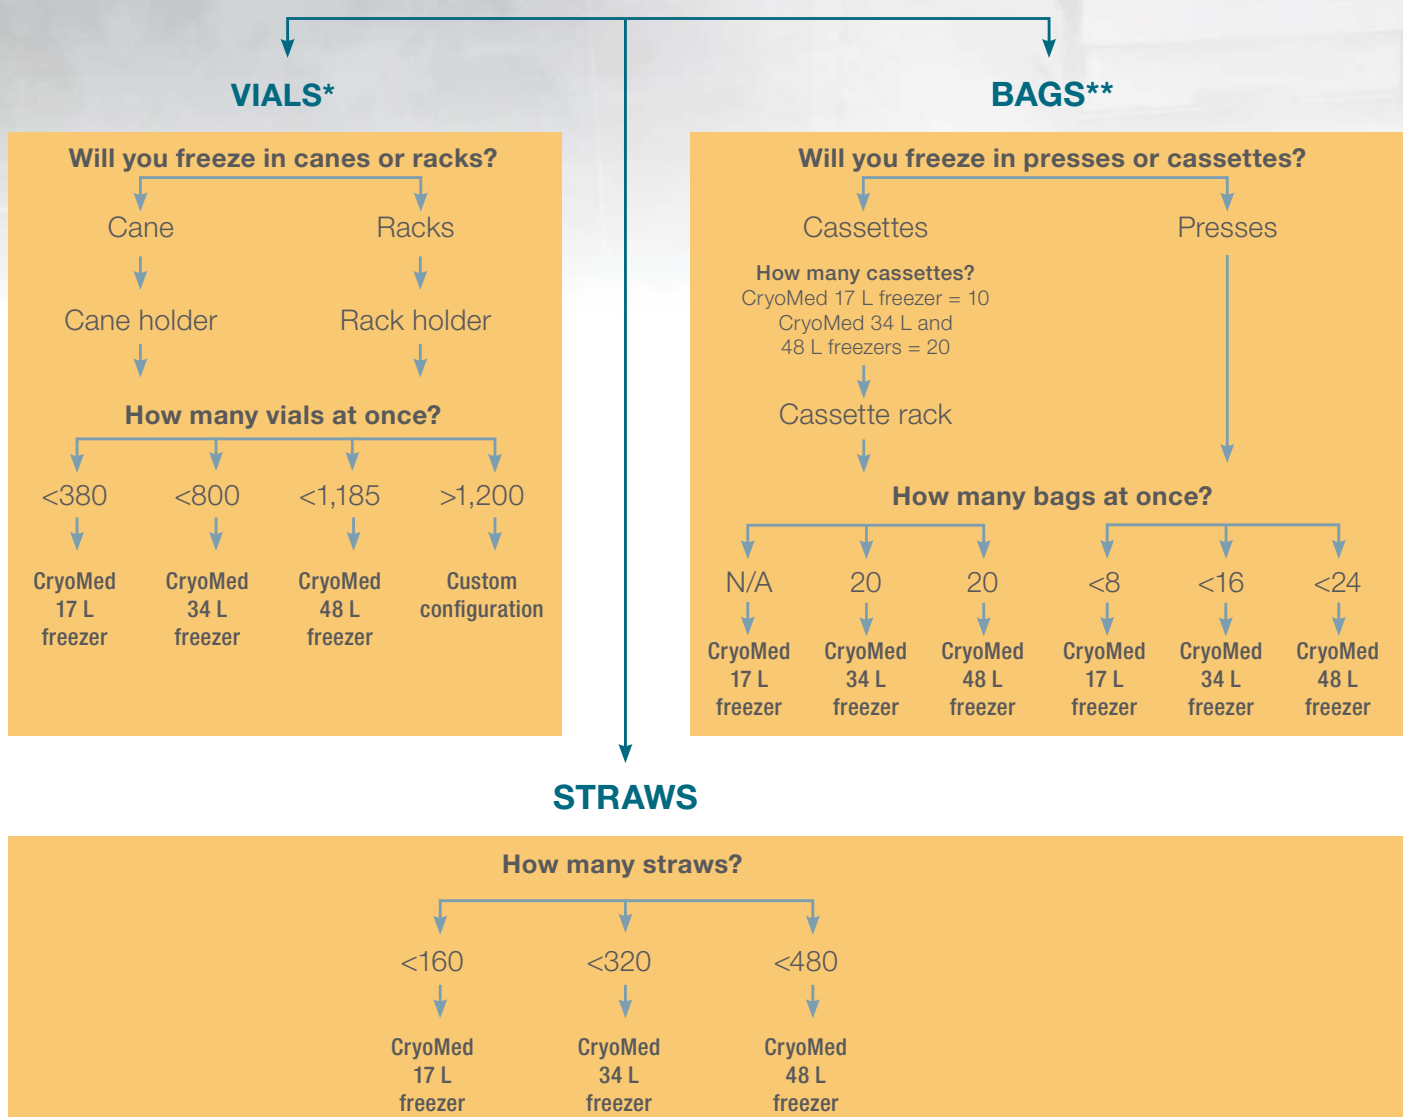 VIALS*
Will you freeze in canes or racks?
Cane
Racks
Cane holder
Rack holder
How many vials at once?
<380
<800
<1,185
>1,200
CryoMed
17 L
freezer
CryoMed
34 L
freezer
CryoMed
48 L
freezer
Custom
configuration
BAGS**
Will you freeze in presses or cassettes?
Cassettes
Presses
How many cassettes?
CryoMed 17 L freezer = 10
CryoMed 34 L and
48 L freezers = 20
Cassette rack
How many bags at once?
N/A
20
20
<8
<16
<24
CryoMed
17 L
freezer
CryoMed
34 L
freezer
CryoMed
48 L
freezer
CryoMed
17 L
freezer
CryoMed
34 L
freezer
CryoMed
48 L
freezer
STRAWS
How many straws?
<160
<320
<480
CryoMed
17 L
freezer
CryoMed
34 L
freezer
CryoMed
48 L
freezer